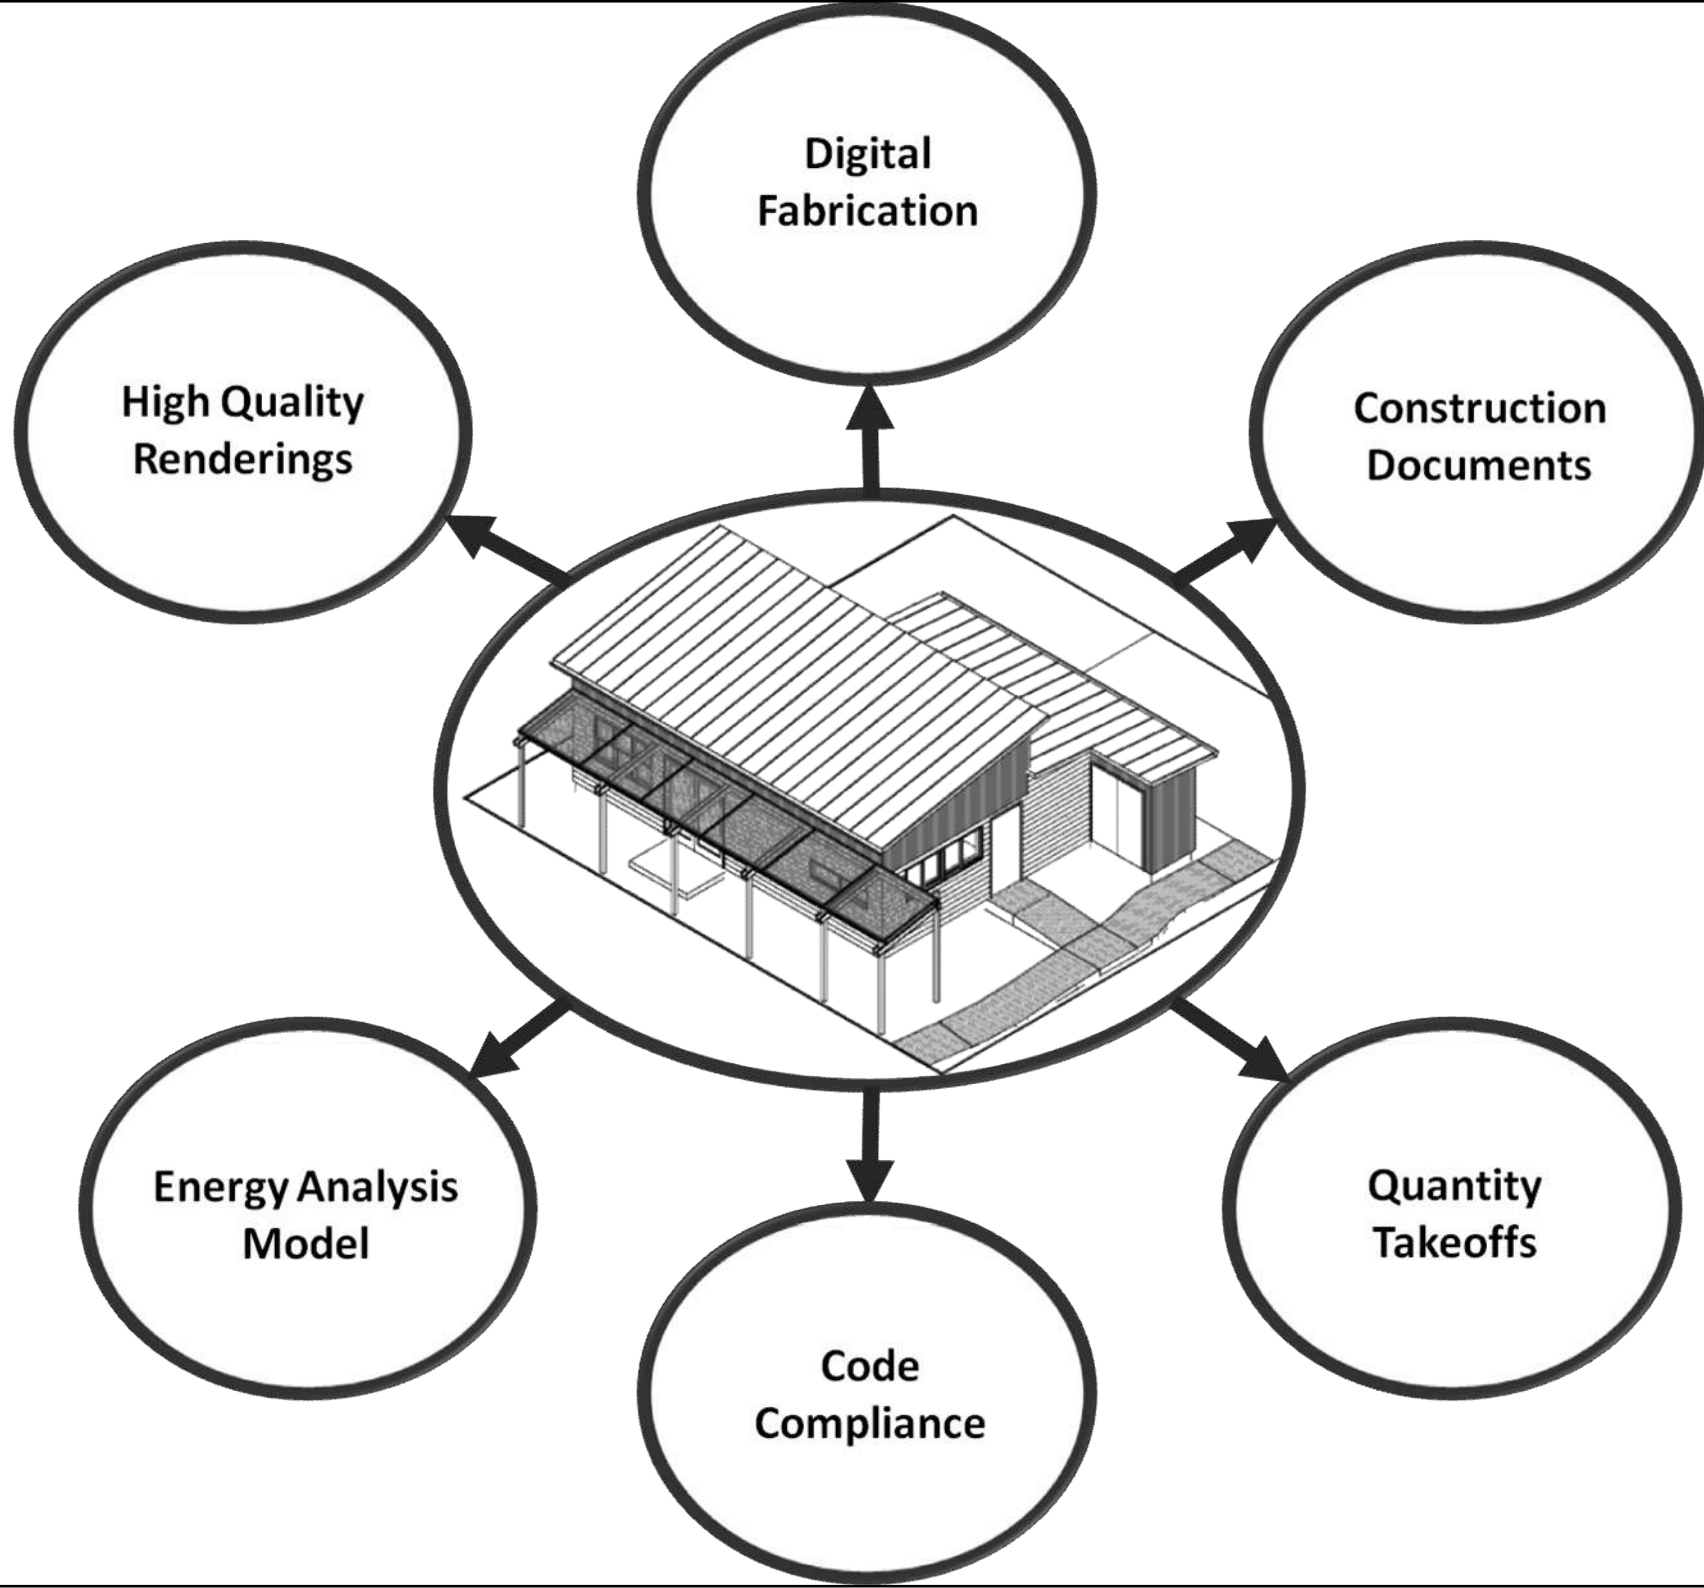 Digital
Fabrication
High Quality
Renderings
Construction
Documents
Energy Analysis
Model
Quantity
Takeoffs
Code
Compliance